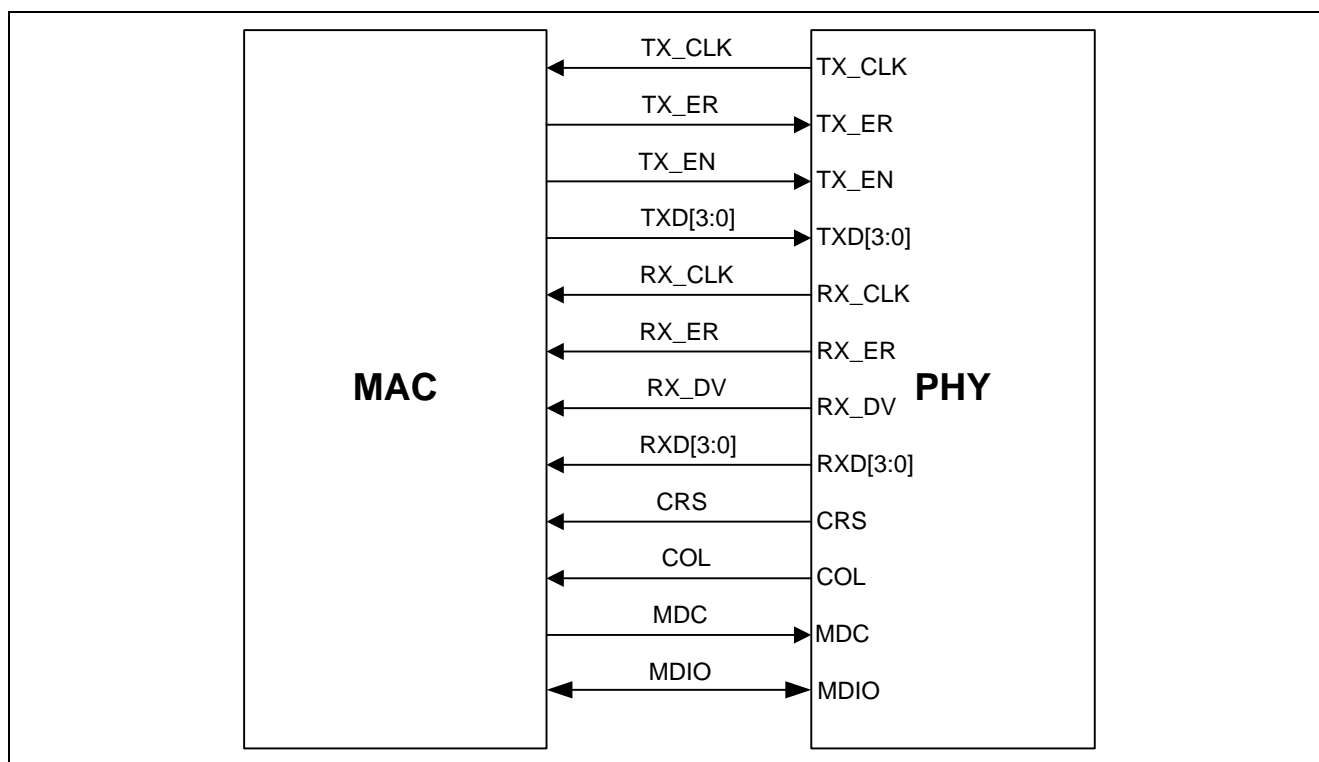 TX_CLK
TX_CLK
TX_ER
TX_ER
TX_EN
TX_EN
TXD[3:0]
TXD[3:0]
RX_CLK
RX_CLK
RX_ER
RX_ER
MAC
PHY
RX_DV
RX_DV
RXD[3:0]
RXD[3:0]
CRS
CRS
COL
COL
MDC
MDC
MDIO
MDIO